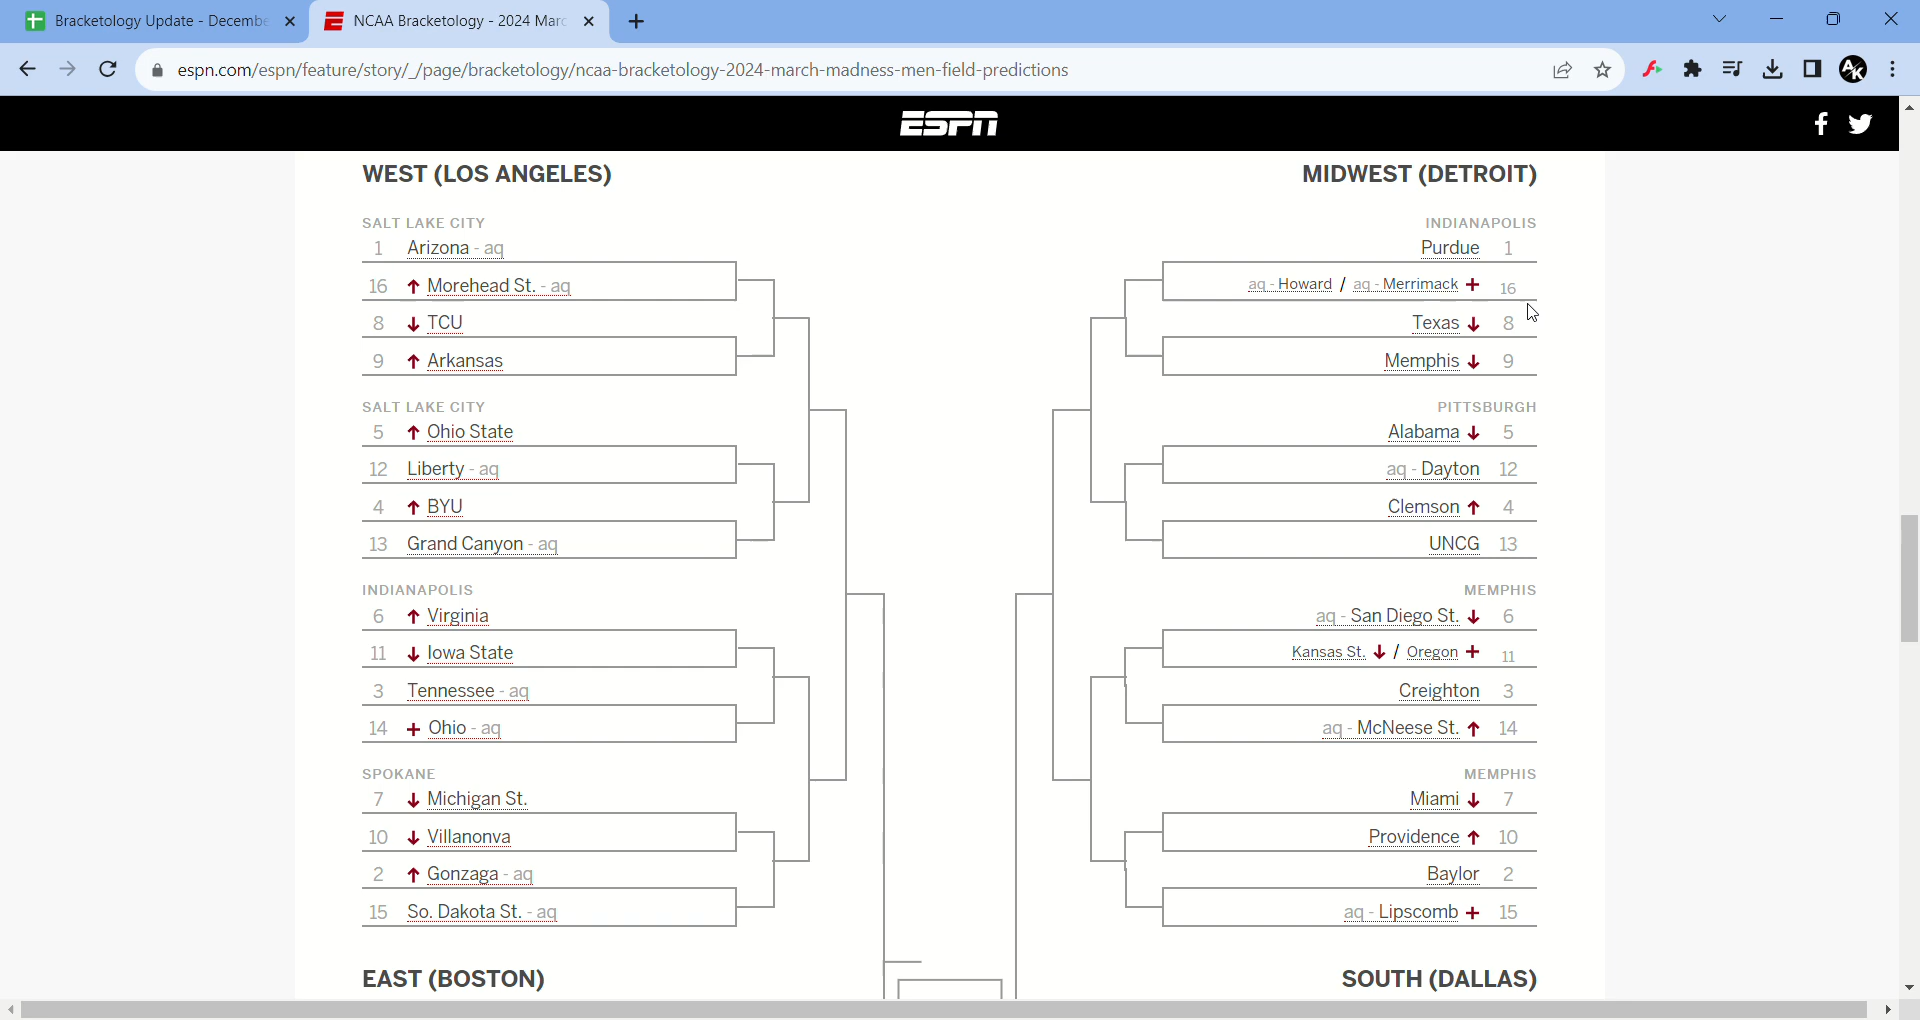 Bracketology Update - Decembe
NCAA Bracketology - 2024 Marc
espn.com/espn/feature/story/_/page/bracketology/ncaa-bracketology-2024-march-madness-men-field-predictions
AK
ESPN
WEST (LOS ANGELES)
SALT LAKE CITY
1 Arizona - aq
16 Morehead St. - aq
8 TCU
9 Arkansas
SALT LAKE CITY
5 Ohio State
12 Liberty - aq
4 BYU
13 Grand Canyon - aq
INDIANAPOLIS
6 Virginia
11 Iowa State
3 Tennessee - aq
14 + Ohio - aq
SPOKANE
7 Michigan St.
10 Villanonva
2 Gonzaga - aq
15 So. Dakota St. - aq
EAST (BOSTON)
MIDWEST (DETROIT)
INDIANAPOLIS
Purdue 1
aq - Howard / aq - Merrimack + 16
Texas 8
Memphis 9
PITTSBURGH
Alabama 5
aq - Dayton 12
Clemson 4
UNCG 13
MEMPHIS
aq - San Diego St. 6
Kansas St. / Oregon + 11
Creighton 3
aq - McNeese St. 14
MEMPHIS
Miami 7
Providence 10
Baylor 2
aq - Lipscomb + 15
SOUTH (DALLAS)